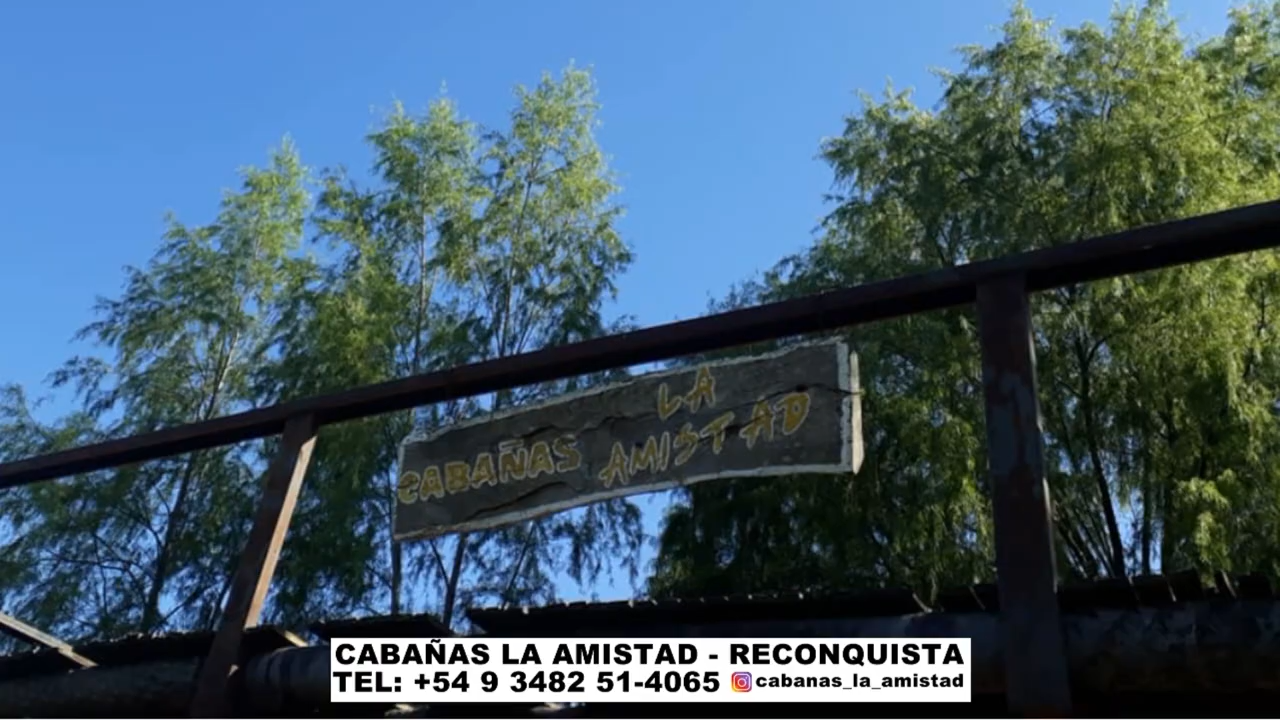 LA
CABAÑAS AMISTAD
CABAÑAS LA AMISTAD - RECONQUISTA
TEL: +54 9 3482 51-4065 cabanas_la_amistad